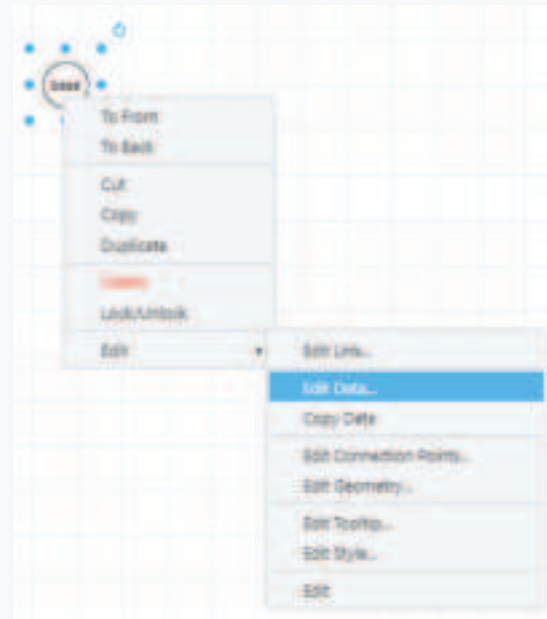 To Front
To Back
Cut
Copy
Duplicate
Lock/Unlock
Edit
Edit Link...
Edit Data...
Copy Data
Edit Connection Points...
Edit Geometry...
Edit Tooltip...
Edit Style...
Edit